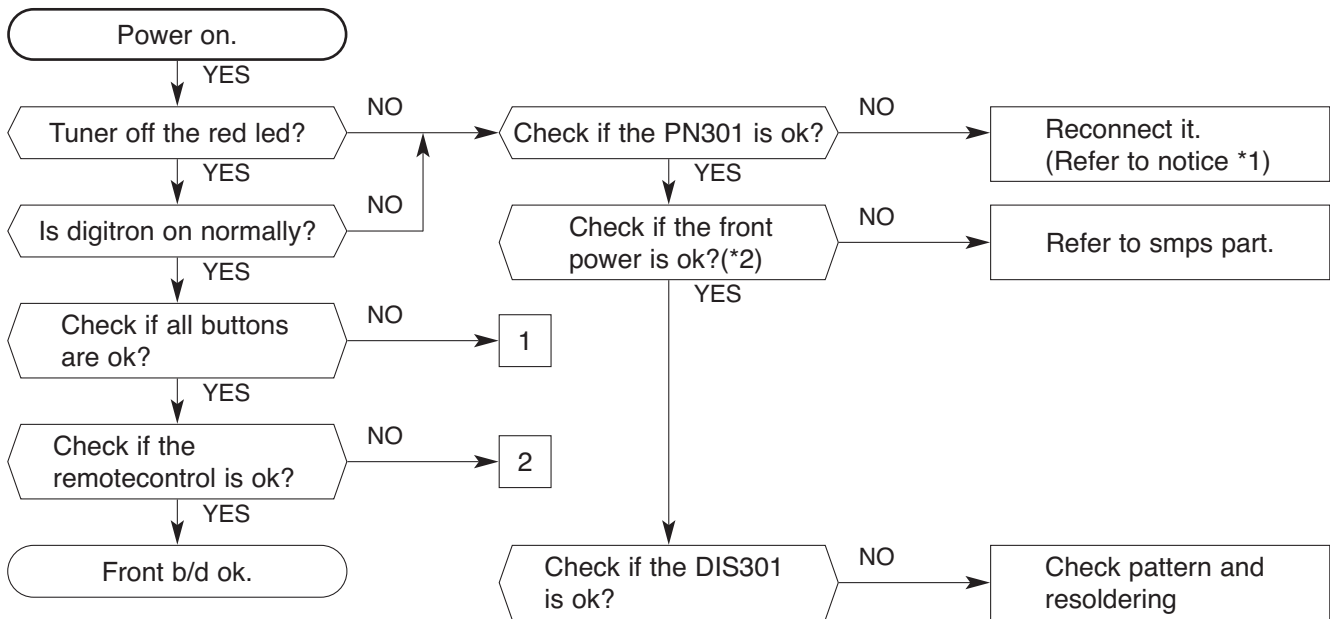 Power on.
YES
Tuner off the red led?
NO
Check if the PN301 is ok?
NO
Reconnect it.
(Refer to notice *1)
YES
YES
Is digitron on normally?
NO
Check if the front
power is ok?(*2)
NO
Refer to smps part.
YES
YES
Check if all buttons
are ok?
NO
1
YES
Check if the
remotecontrol is ok?
NO
2
YES
Front b/d ok.
Check if the DIS301
is ok?
NO
Check pattern and
resoldering